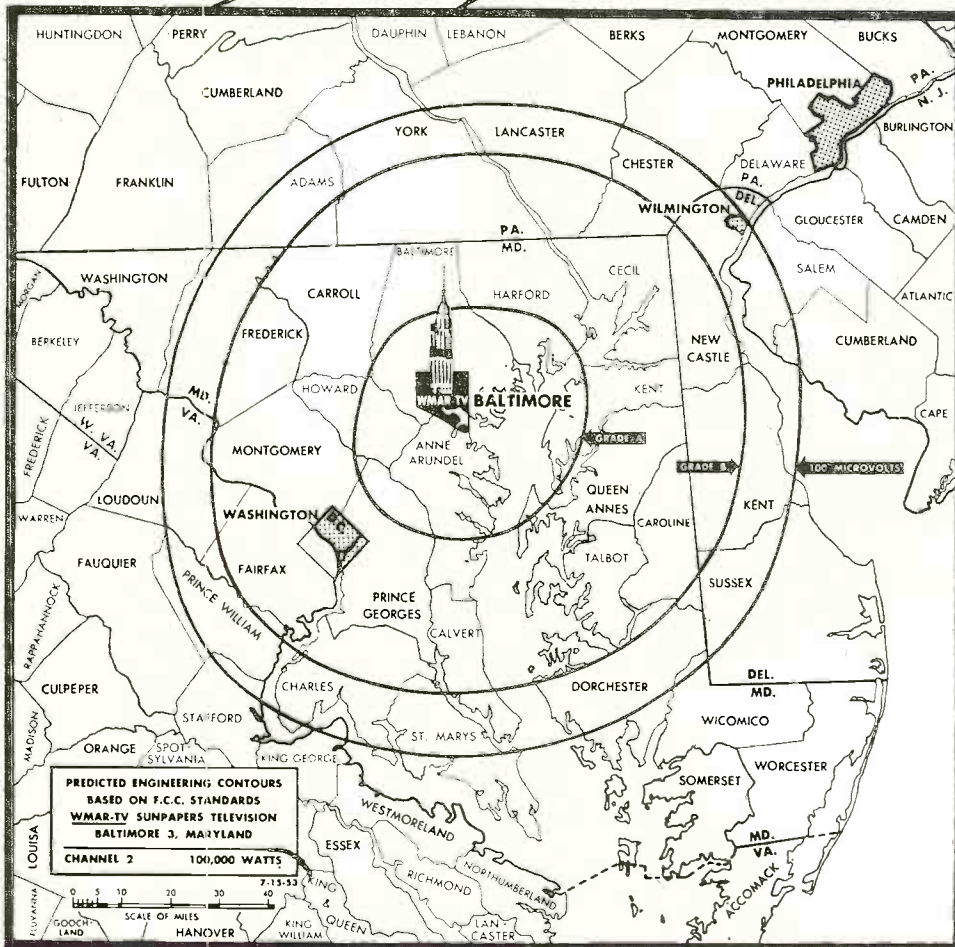 HUNTINGDON
PERRY
DAUPHIN
LEBANON
BERKS
MONTGOMERY
BUCKS
CUMBERLAND
PHILADELPHIA
PA.
N. J.
BURLINGTON
YORK
LANCASTER
CHESTER
DELAWARE
FULTON
FRANKLIN
ADAMS
PA.
DEL.
WILMINGTON
GLOUCESTER
CAMDEN
PA.
MD.
BALTIMORE
WASHINGTON
CECIL
SALEM
MORGAN
CARROLL
HARFORD
ATLANTIC
BERKELEY
FREDERICK
NEW
CASTLE
CUMBERLAND
HOWARD
KENT
WMAR-TV
BALTIMORE
MD.
VA.
JEFFERSON
W. VA.
VA.
CAPE
FREDERICK
MONTGOMERY
ANNE
ARUNDEL
GRADE A
GRADE B
100 MICROVOLTS
LOUDOUN
QUEEN
ANNES
KENT
WARREN
WASHINGTON
D C
CAROLINE
FAUQUIER
FAIRFAX
TALBOT
SUSSEX
PRINCE WILLIAM
PRINCE
GEORGES
RAPPAHANNOCK
CALVERT
DEL.
MD.
CULPEPER
CHARLES
DORCHESTER
MADISON
STAFFORD
WICOMICO
ST. MARYS
ORANGE
SPOT-
SYLVANIA
KING GEORGE
SOMERSET
WORCESTER
PREDICTED ENGINEERING CONTOURS
BASED ON F.C.C. STANDARDS
WMAR-TV SUNPAPERS TELEVISION
BALTIMORE 3, MARYLAND
CHANNEL 2 100,000 WATTS
7-15-53
LOUISA
WESTMORELAND
ESSEX
MD.
VA.
RICHMOND
NORTHUMBERLAND
ACCOMACK
KING
&
QUEEN
0 5 10 20 30 40
SCALE OF MILES
FLUVANNA
GOOCH-
LAND
HANOVER
KING
WILLIAM
LAN-
CASTER